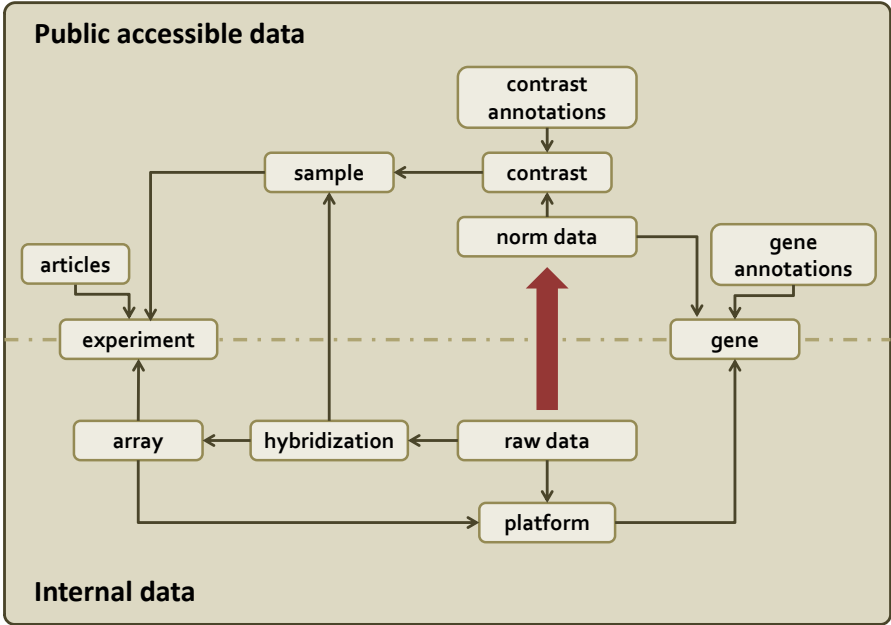 Public accessible data
contrast
annotations
sample
contrast
norm data
gene
annotations
articles
experiment
gene
array
hybridization
raw data
platform
Internal data